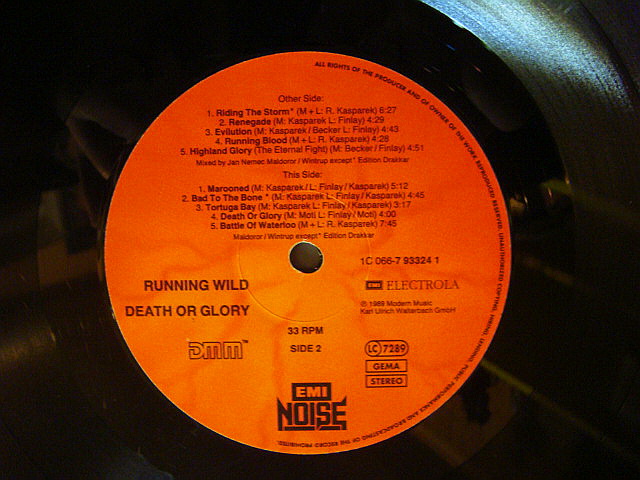 ALL RIGHTS OF THE PRODUCER AND OF OWNER OF THE WORK REPRODUCED RESERVED. UNAUTHORIZED COPYING, HIRING, LENDING, PUBLIC PERFORMANCE AND BROADCASTING OF THE RECORD PROHIBITED.
Other Side:
1. Riding The Storm* (M + L: R. Kasparek) 6:27
2. Renegade (M: Kasparek L: Finlay) 4:29
3. Evilution (M: Kasparek / Becker L: Finlay) 4:43
4. Running Blood (M + L: R. Kasparek) 4:28
5. Highland Glory (The Eternal Fight) (M: Becker / Finlay) 4:51
Mixed by Jan Nemec Maldoror / Wintrup except* Edition Drakkar
This Side:
1. Marooned (M: Kasparek / L: Finlay / Kasparek) 5:12
2. Bad To The Bone * (M: Kasparek L: Finlay / Kasparek) 4:45
3. Tortuga Bay (M: Kasparek L: Finlay / Kasparek) 3:17
4. Death Or Glory (M: Moti L: Finlay / Moti) 4:00
5. Battle Of Waterloo (M + L: R. Kasparek) 7:45
Maldoror / Wintrup except* Edition Drakkar
1C 066-7 93324 1
RUNNING WILD
EMI ELECTROLA
DEATH OR GLORY
℗ 1989 Modern Music
Karl Ulrich Walterbach GmbH
33 RPM
DMM™
SIDE 2
LC 7289
GEMA
STEREO
EMI
NOISE